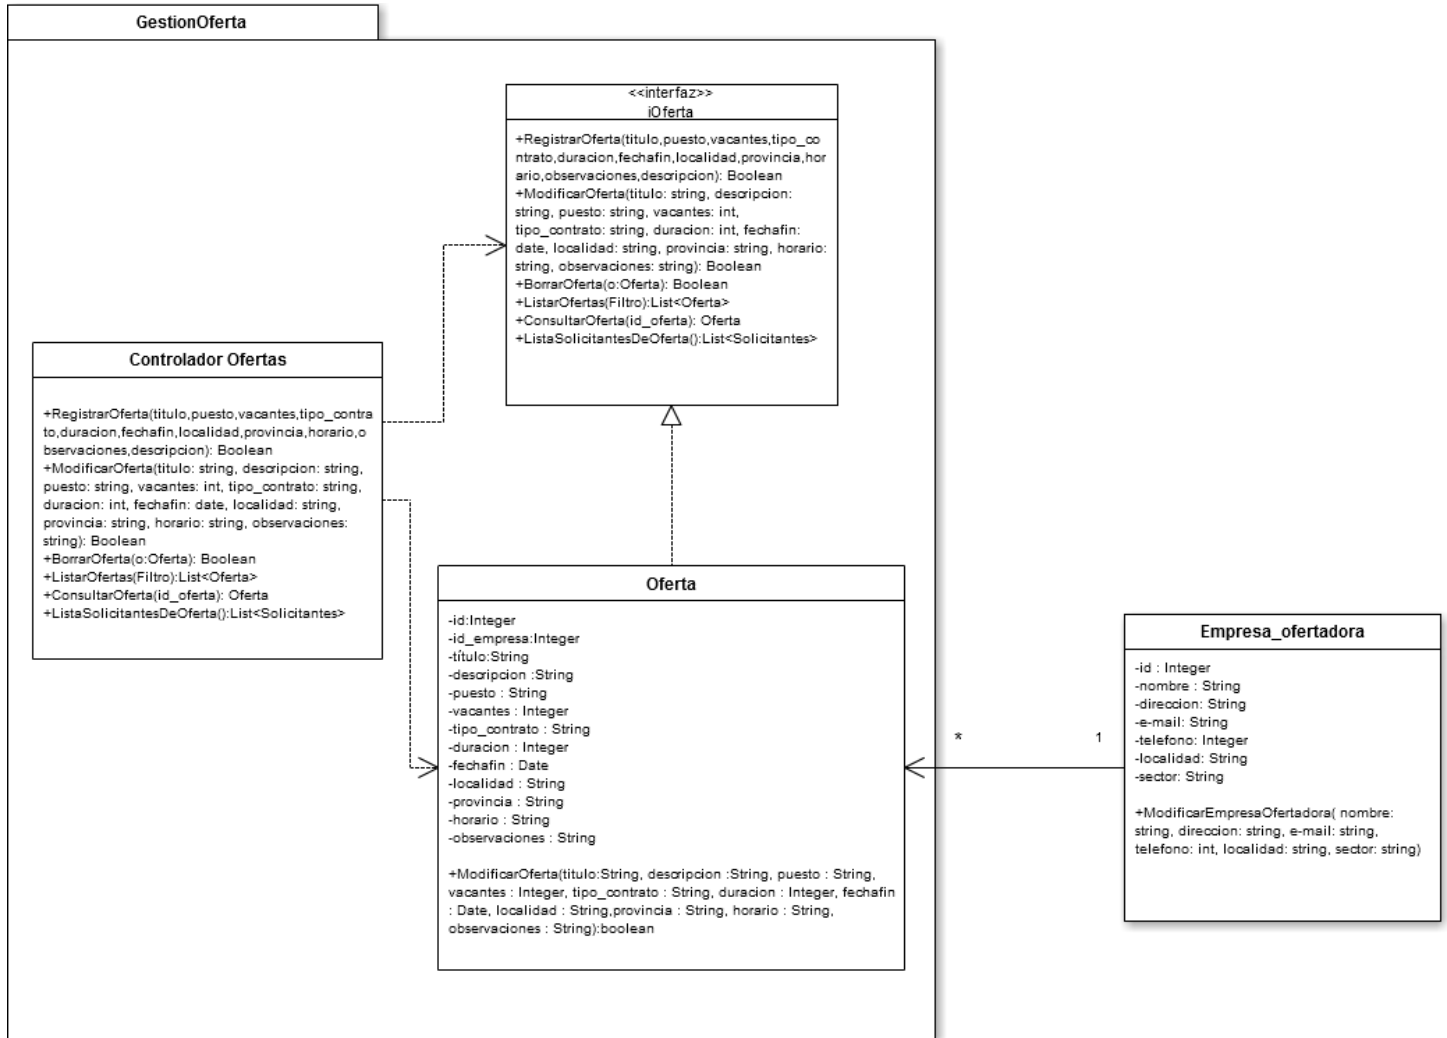 GestionOferta
<<interfaz>>
iOferta
+RegistrarOferta(titulo,puesto,vacantes,tipo_co
ntrato,duracion,fechafin,localidad,provincia,hor
ario,observaciones,descripcion): Boolean
+ModificarOferta(titulo: string, descripcion:
string, puesto: string, vacantes: int,
tipo_contrato: string, duracion: int, fechafin:
date, localidad: string, provincia: string, horario:
string, observaciones: string): Boolean
+BorrarOferta(o:Oferta): Boolean
+ListarOfertas(Filtro):List<Oferta>
+ConsultarOferta(id_oferta): Oferta
+ListaSolicitantesDeOferta():List<Solicitantes>
Controlador Ofertas
+RegistrarOferta(titulo,puesto,vacantes,tipo_contra
to,duracion,fechafin,localidad,provincia,horario,o
bservaciones,descripcion): Boolean
+ModificarOferta(titulo: string, descripcion: string,
puesto: string, vacantes: int, tipo_contrato: string,
duracion: int, fechafin: date, localidad: string,
provincia: string, horario: string, observaciones:
string): Boolean
+BorrarOferta(o:Oferta): Boolean
+ListarOfertas(Filtro):List<Oferta>
+ConsultarOferta(id_oferta): Oferta
+ListaSolicitantesDeOferta():List<Solicitantes>
Oferta
-id:Integer
-id_empresa:Integer
-título:String
-descripcion :String
-puesto : String
-vacantes : Integer
-tipo_contrato : String
-duracion : Integer
-fechafin : Date
-localidad : String
-provincia : String
-horario : String
-observaciones : String
+ModificarOferta(titulo:String, descripcion :String, puesto : String,
vacantes : Integer, tipo_contrato : String, duracion : Integer, fechafin
: Date, localidad : String,provincia : String, horario : String,
observaciones : String):boolean
*
1
Empresa_ofertadora
-id : Integer
-nombre : String
-direccion: String
-e-mail: String
-telefono: Integer
-localidad: String
-sector: String
+ModificarEmpresaOfertadora( nombre:
string, direccion: string, e-mail: string,
telefono: int, localidad: string, sector: string)